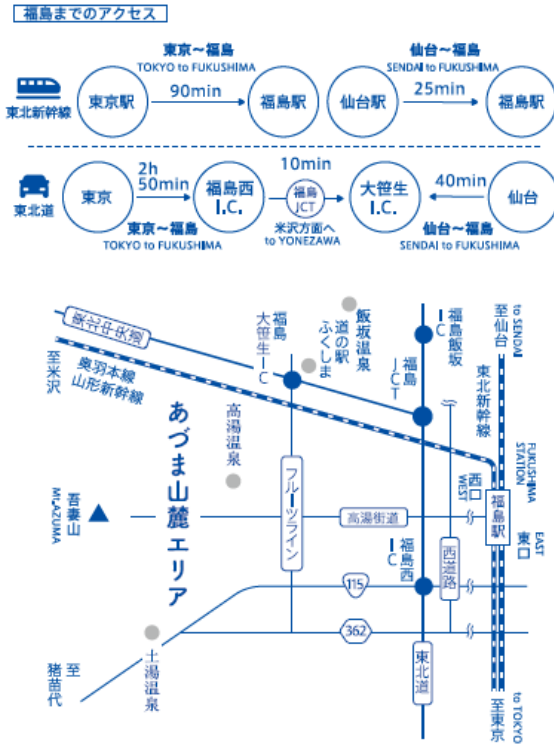 福島までのアクセス
東京〜福島
TOKYO to FUKUSHIMA
仙台〜福島
SENDAI to FUKUSHIMA
東北新幹線
東京駅
90min
福島駅
仙台駅
25min
福島駅
東北道
東京
2h
50min
福島西
I.C.
10min
福島
JCT
米沢方面へ
to YONEZAWA
大笹生
I.C.
40min
仙台
東京〜福島
TOKYO to FUKUSHIMA
仙台〜福島
SENDAI to FUKUSHIMA
東北中央道
至米沢
奥羽本線
山形新幹線
福島
大笹生IC
道の駅
ふくしま
飯坂温泉
福島飯坂
IC
福島
JCT
東北新幹線
至仙台
to SENDAI
高湯温泉
あづま山麓エリア
吾妻山
Mt.AZUMA
フルーツライン
高湯街道
西口
WEST
FUKUSHIMA
STATION
福島駅
EAST
東口
福島西
IC
西道路
115
362
土湯温泉
至
猪苗代
東北道
至東京
to TOKYO